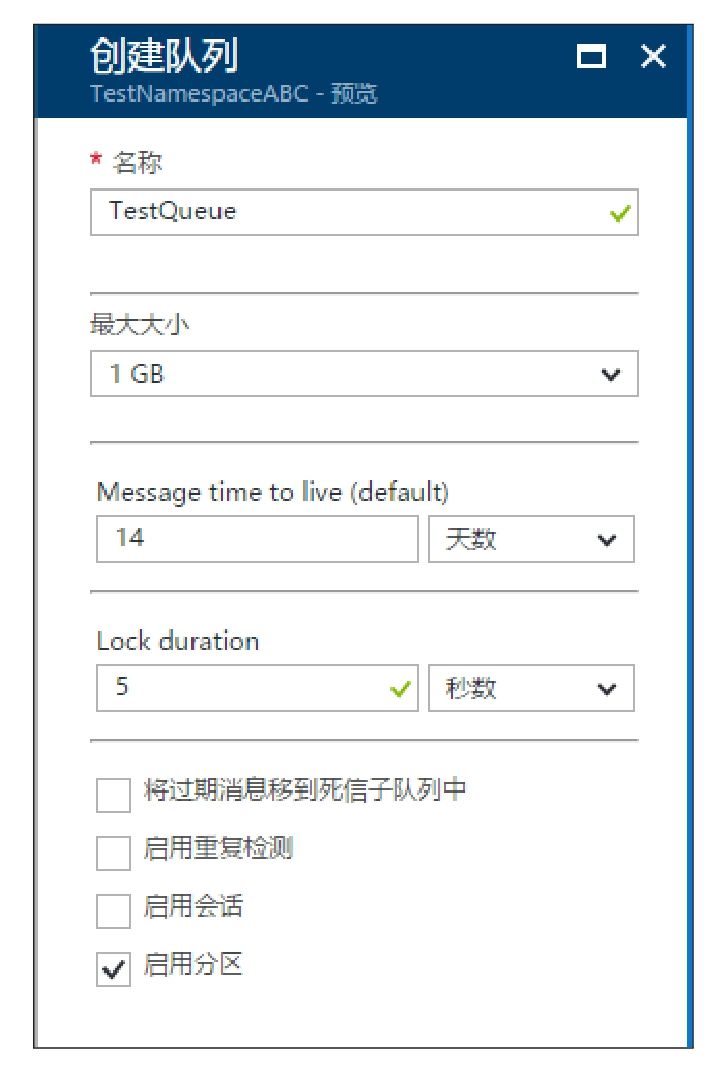 创建队列
TestNamespaceABC - 预览
* 名称
TestQueue
最大大小
1 GB
Message time to live (default)
14 天数
Lock duration
5 秒数
将过期消息移到死信子队列中
启用重复检测
启用会话
启用分区